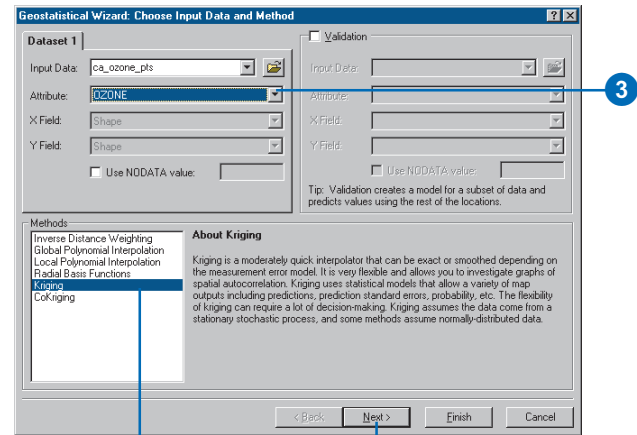 Geostatistical Wizard: Choose Input Data and Method
Dataset 1
Input Data: ca_ozone_pts
Attribute: OZONE
X Field: Shape
Y Field: Shape
Use NODATA value:
Validation
Input Data:
Attribute:
X Field:
Y Field:
Use NODATA value:
Tip: Validation creates a model for a subset of data and
predicts values using the rest of the locations.
3
Methods
Inverse Distance Weighting
Global Polynomial Interpolation
Local Polynomial Interpolation
Radial Basis Functions
Kriging
CoKriging
About Kriging
Kriging is a moderately quick interpolator that can be exact or smoothed depending on
the measurement error model. It is very flexible and allows you to investigate graphs of
spatial autocorrelation. Kriging uses statistical models that allow a variety of map
outputs including predictions, prediction standard errors, probability, etc. The flexibility
of kriging can require a lot of decision-making. Kriging assumes the data come from a
stationary stochastic process, and some methods assume normally-distributed data.
< Back Next > Finish Cancel